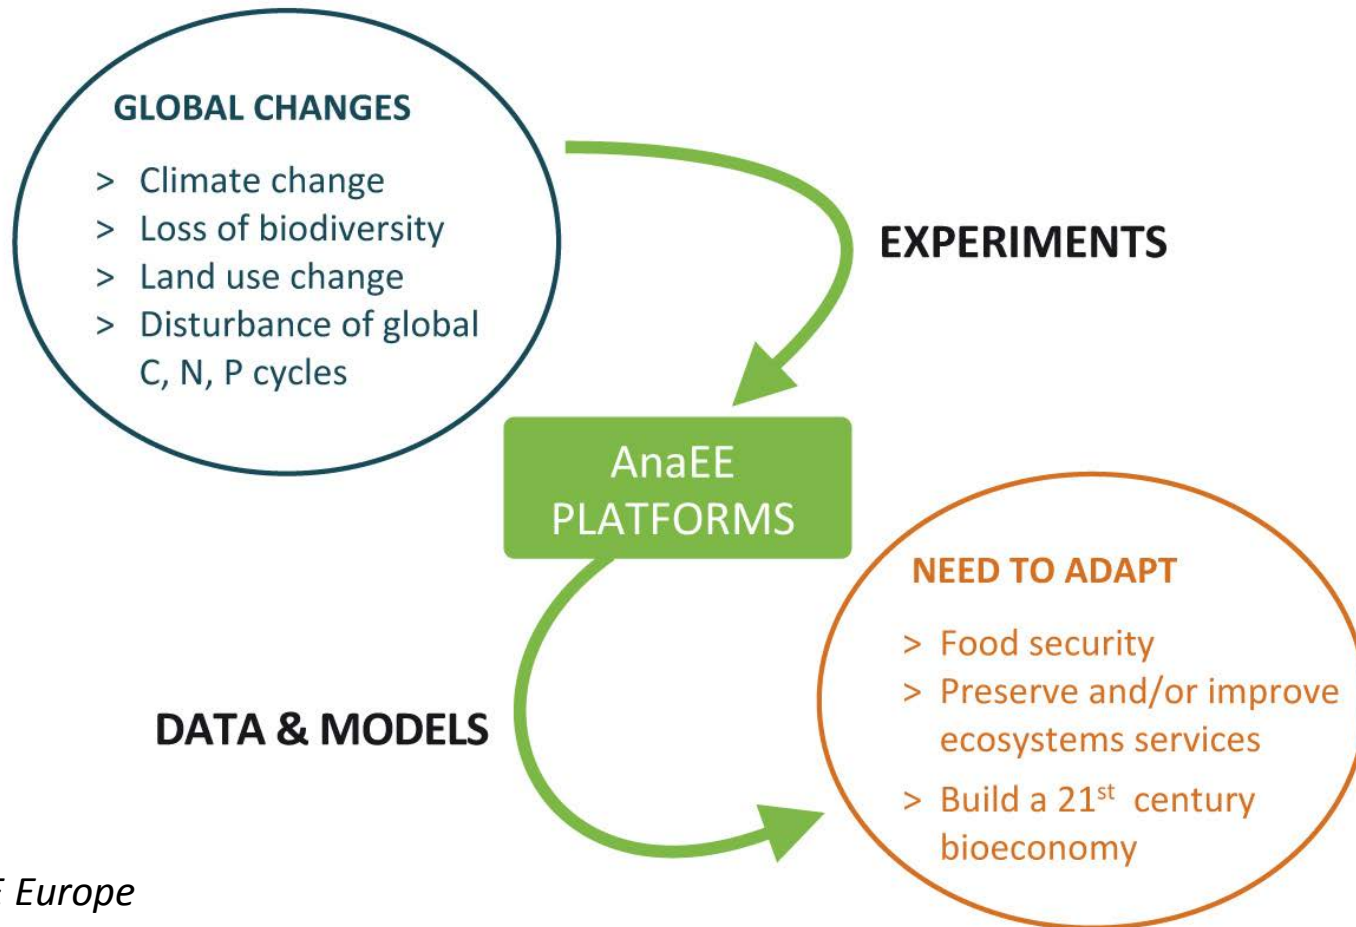 GLOBAL CHANGES
> Climate change
> Loss of biodiversity
> Land use change
> Disturbance of global
C, N, P cycles
EXPERIMENTS
AnaEE
PLATFORMS
NEED TO ADAPT
> Food security
> Preserve and/or improve
ecosystems services
> Build a 21st century
bioeconomy
DATA & MODELS
Europe